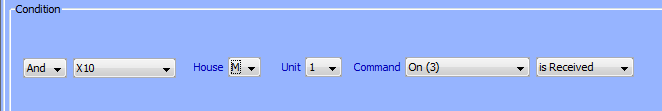 Condition
And X10 House M Unit 1 Command On (3) is Received